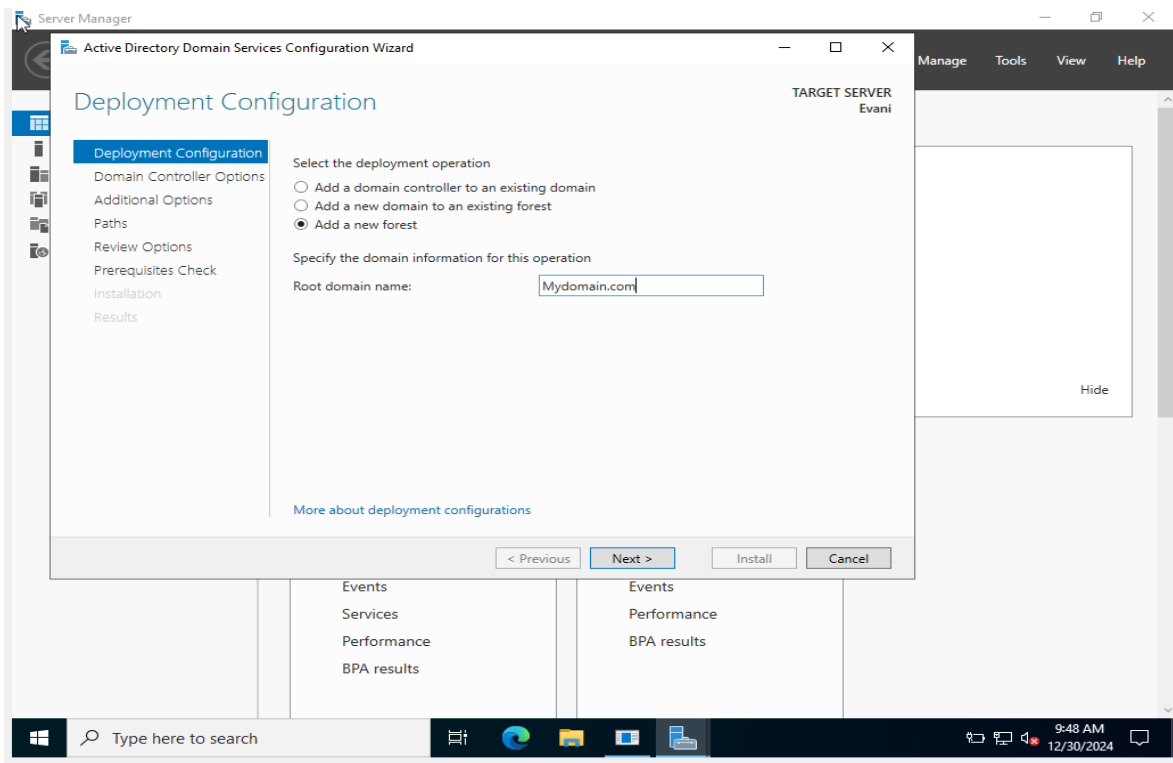 Server Manager
Active Directory Domain Services Configuration Wizard
Manage Tools View Help
Deployment Configuration
TARGET SERVER
Evani
Deployment Configuration
Domain Controller Options
Additional Options
Paths
Review Options
Prerequisites Check
Installation
Results
Select the deployment operation
Add a domain controller to an existing domain
Add a new domain to an existing forest
Add a new forest
Specify the domain information for this operation
Root domain name: Mydomain.com
Hide
More about deployment configurations
< Previous Next > Install Cancel
Events
Services
Performance
BPA results
Events
Performance
BPA results
Type here to search
9:48 AM
12/30/2024